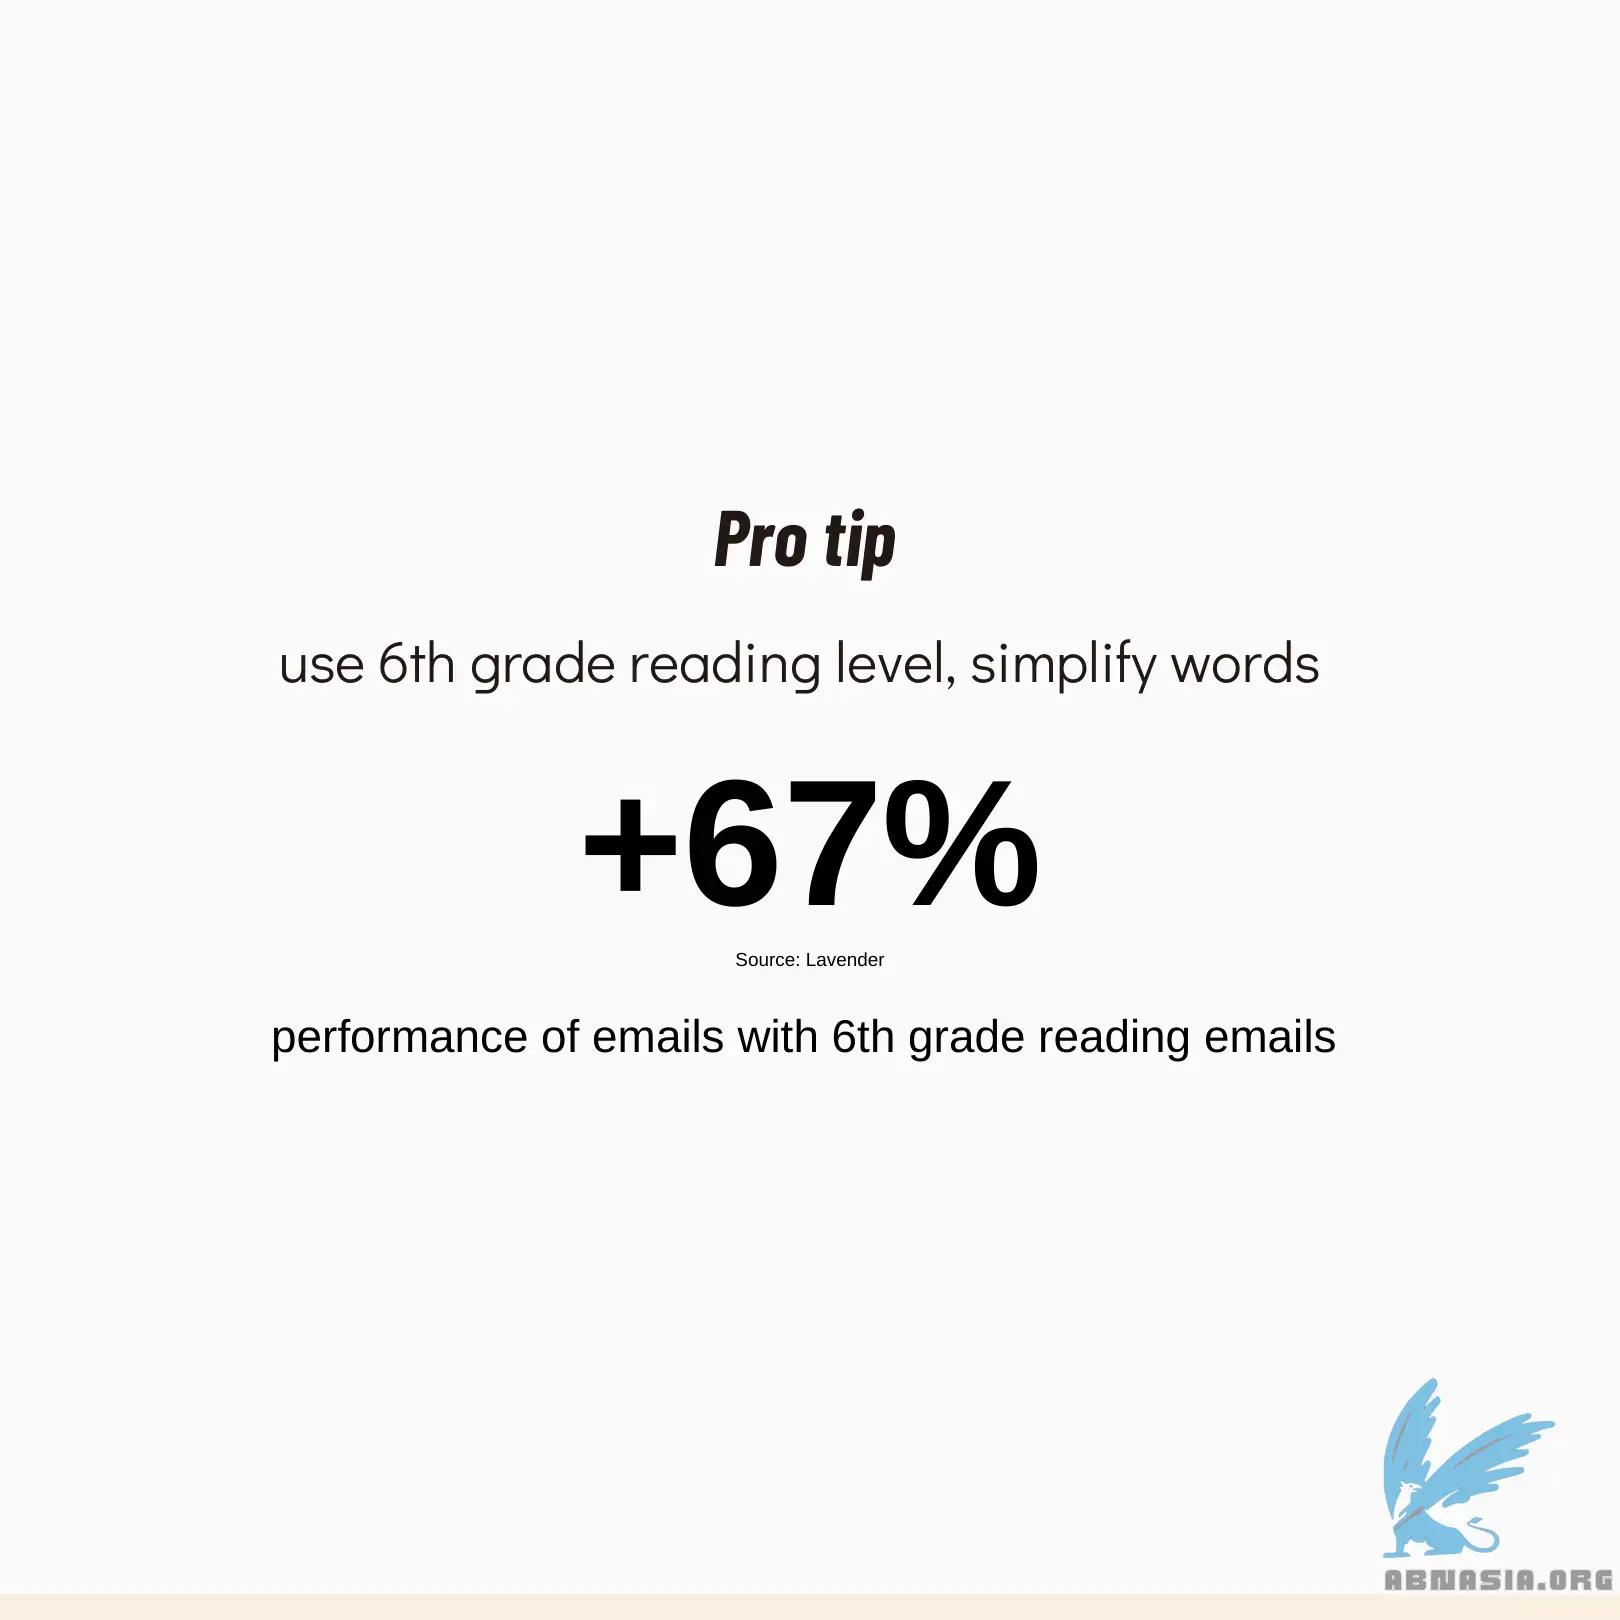 Pro tip
use 6th grade reading level, simplify words
+67%
Source: Lavender
performance of emails with 6th grade reading emails
ABNASIA.ORG